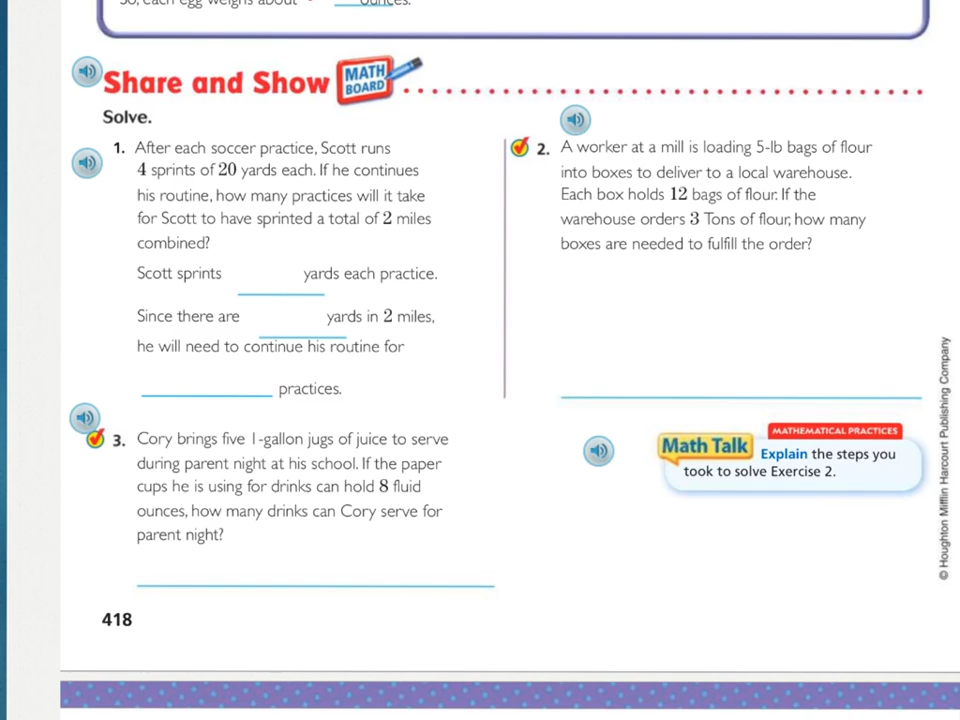 So, each egg weighs about ounces.
Share and Show MATH BOARD
Solve.
1. After each soccer practice, Scott runs
4 sprints of 20 yards each. If he continues
his routine, how many practices will it take
for Scott to have sprinted a total of 2 miles
combined?
Scott sprints yards each practice.
Since there are yards in 2 miles,
he will need to continue his routine for
practices.
2. A worker at a mill is loading 5-lb bags of flour
into boxes to deliver to a local warehouse.
Each box holds 12 bags of flour. If the
warehouse orders 3 Tons of flour, how many
boxes are needed to fulfill the order?
3. Cory brings five 1-gallon jugs of juice to serve
during parent night at his school. If the paper
cups he is using for drinks can hold 8 fluid
ounces, how many drinks can Cory serve for
parent night?
MATHEMATICAL PRACTICES
Math Talk Explain the steps you
took to solve Exercise 2.
© Houghton Mifflin Harcourt Publishing Company
418